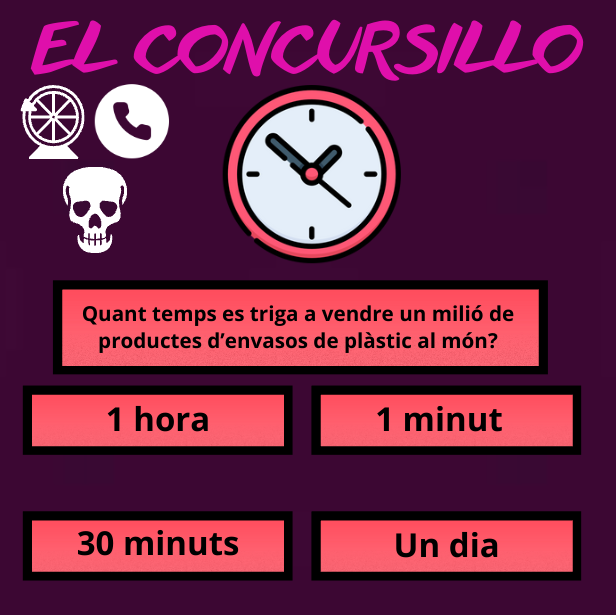 EL CONCURSILLO
Quant temps es triga a vendre un milió de
productes d'envasos de plàstic al món?
1 hora
1 minut
30 minuts
Un dia